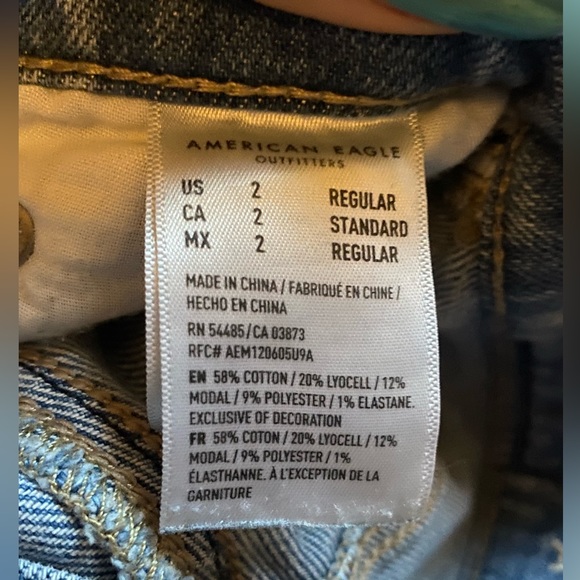 AMERICAN EAGLE
OUTFITTERS
US 2 REGULAR
CA 2 STANDARD
MX 2 REGULAR
MADE IN CHINA / FABRIQUÉ EN CHINE /
HECHO EN CHINA
RN 54485/CA 03873
RFC# AEM120605U9A
EN 58% COTTON / 20% LYOCELL / 12%
MODAL / 9% POLYESTER / 1% ELASTANE.
EXCLUSIVE OF DECORATION
FR 58% COTON / 20% LYOCELL / 12%
MODAL / 9% POLYESTER / 1%
ÉLASTHANNE. À L'EXCEPTION DE LA
GARNITURE